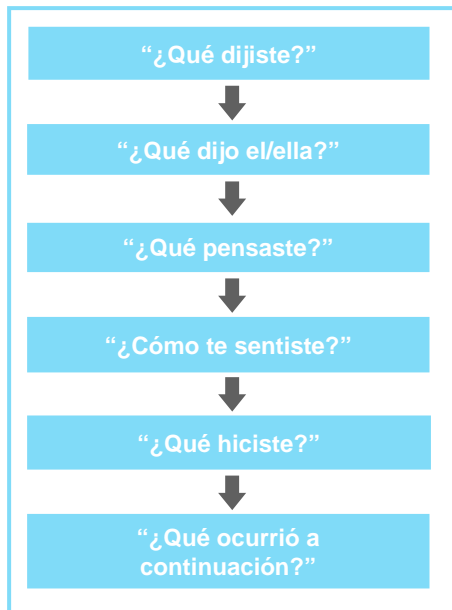 “¿Qué dijiste?”
“¿Qué dijo el/ella?”
“¿Qué pensaste?”
“¿Cómo te sentiste?”
“¿Qué hiciste?”
“¿Qué ocurrió a
continuación?”